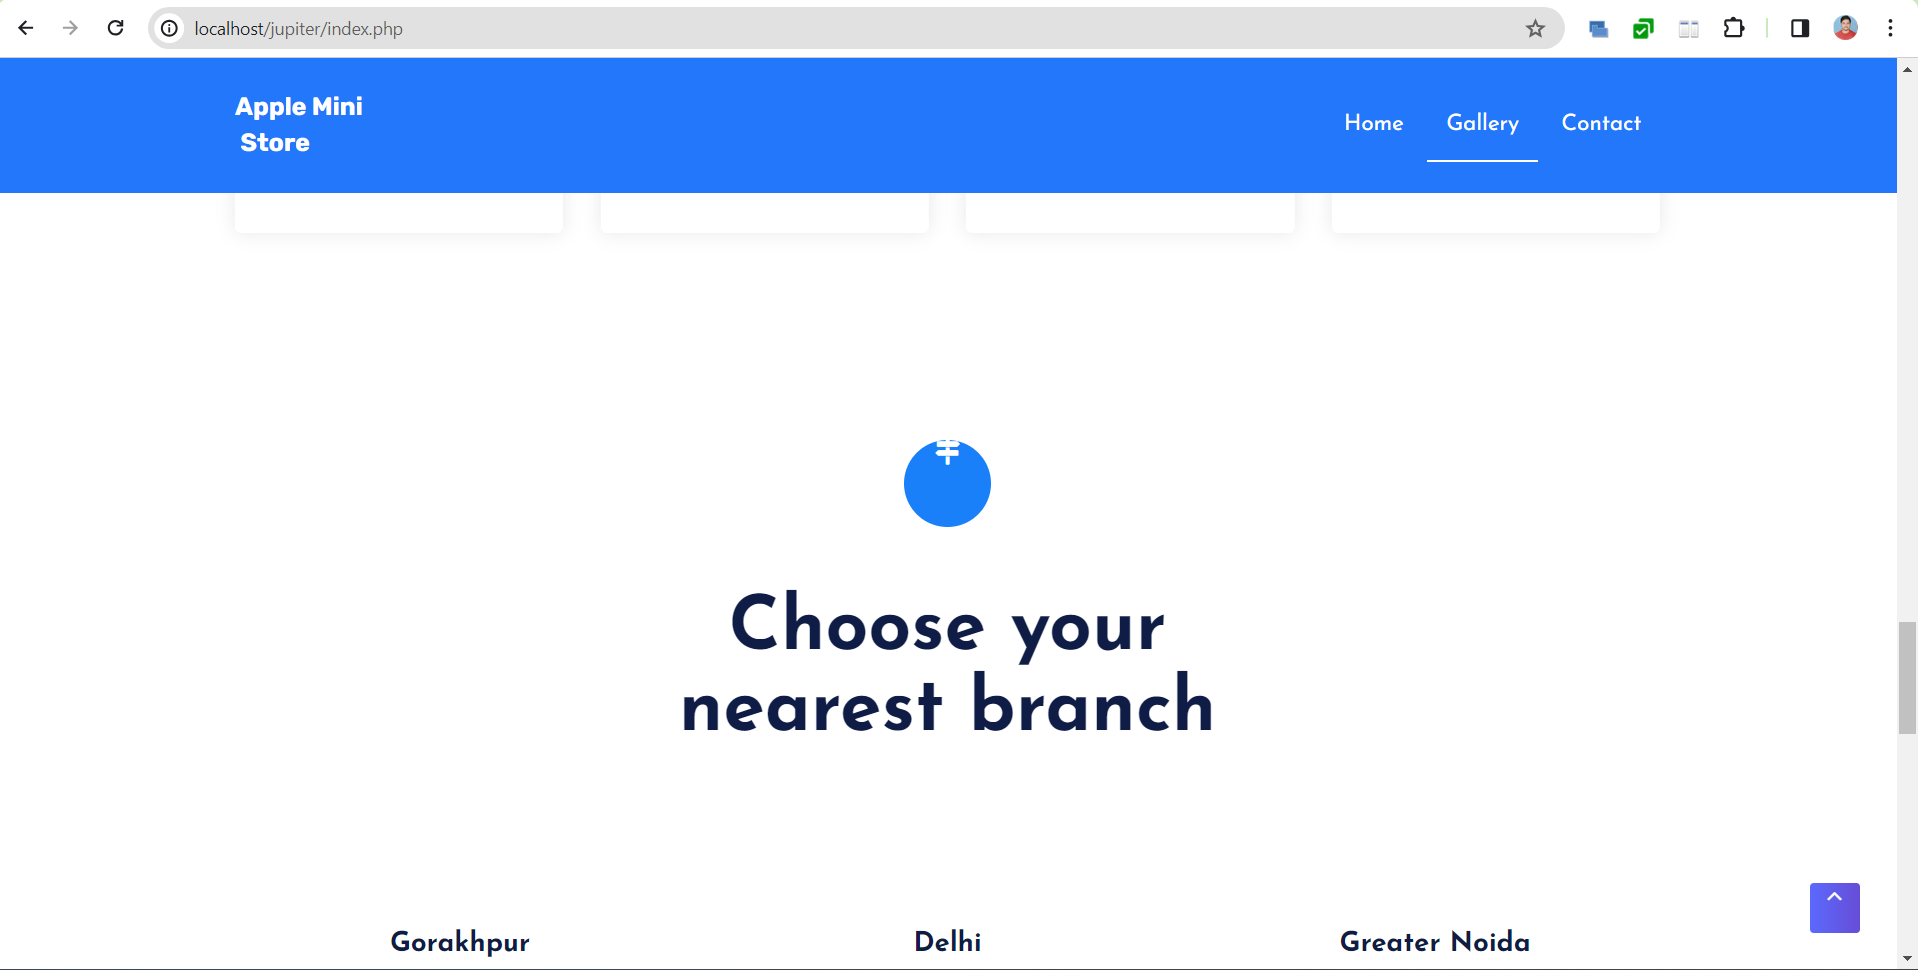 localhost/jupiter/index.php
Apple Mini
Store
Home Gallery Contact
Choose your
nearest branch
Gorakhpur Delhi Greater Noida